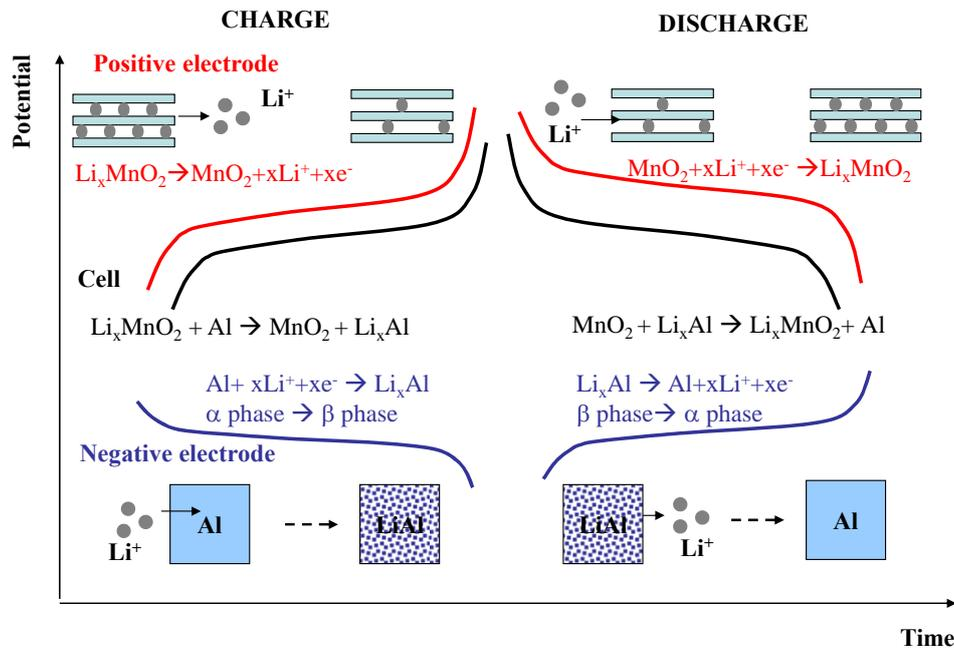 CHARGE
DISCHARGE
Potential
Positive electrode
Li⁺
Li⁺
LiₓMnO₂→MnO₂+xLi⁺+xe⁻
MnO₂+xLi⁺+xe⁻ →LiₓMnO₂
Cell
LiₓMnO₂ + Al → MnO₂ + LiₓAl
MnO₂ + LiₓAl → LiₓMnO₂+ Al
Al+ xLi⁺+xe⁻ → LiₓAl
α phase → β phase
LiₓAl → Al+xLi⁺+xe⁻
β phase→ α phase
Negative electrode
Al
LiAl
LiAl
Al
Li⁺
Li⁺
Time